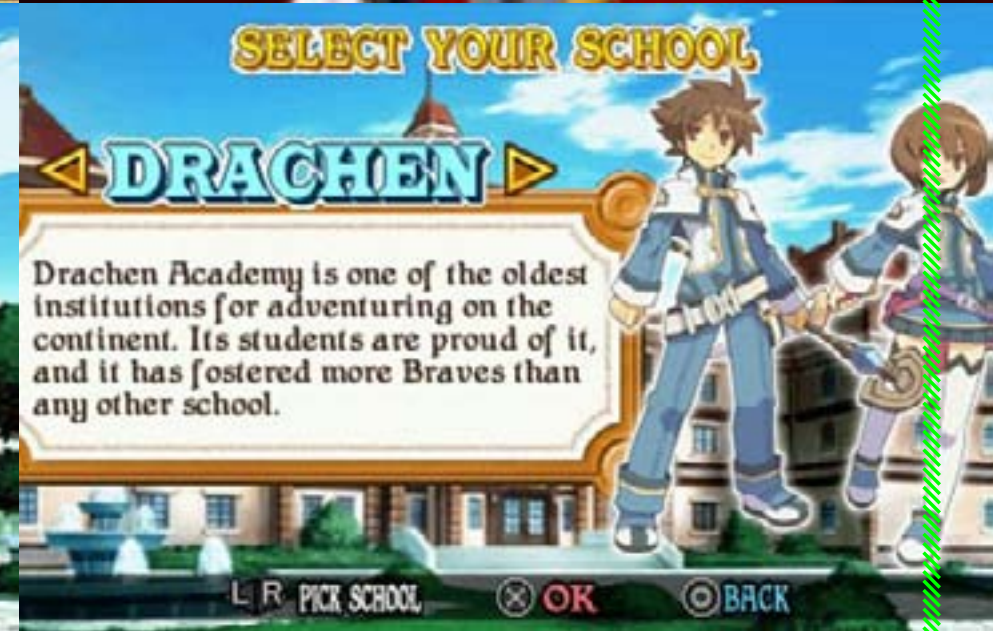 SELECT YOUR SCHOOL
DRACHEN
Drachen Academy is one of the oldest
institutions for adventuring on the
continent. Its students are proud of it,
and it has fostered more Braves than
any other school.
L R PICK SCHOOL OK BACK